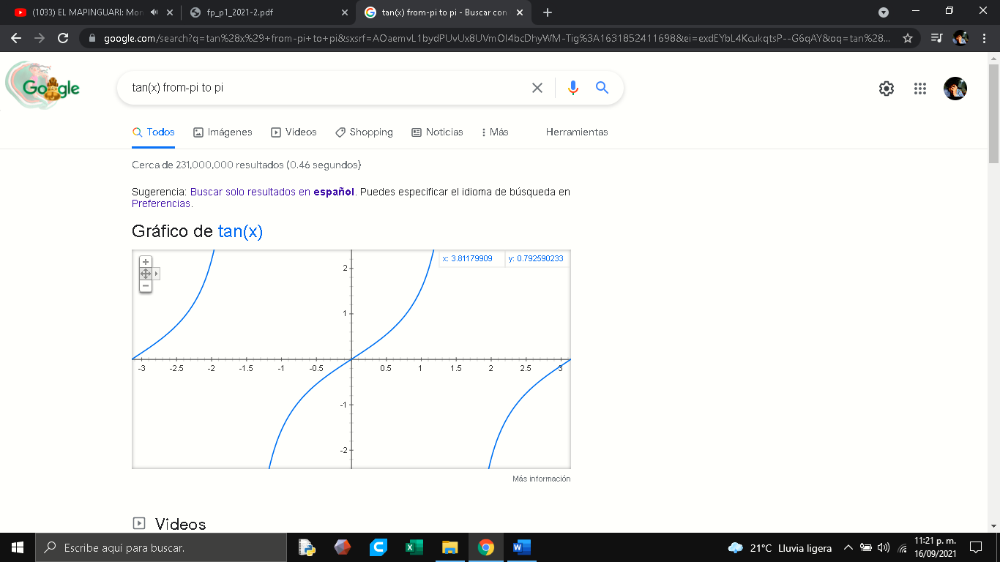 (1033) EL MAPINGUARI: Mon
fp_p1_2021-2.pdf
tan(x) from-pi to pi - Buscar con
google.com/search?q=tan%28x%29+from-pi+to+pi&sxsrf=AOaemvL1bydPUvUx8UVmOI4bcDhyWM-Tig%3A1631852411698&ei=exdEYbL4KcukqtsP--G6qAY&oq=tan%28...
Google
tan(x) from-pi to pi
Todos
Imágenes
Videos
Shopping
Noticias
Más
Herramientas
Cerca de 231,000,000 resultados (0.46 segundos)
Sugerencia: Buscar solo resultados en español. Puedes especificar el idioma de búsqueda en
Preferencias.
Gráfico de tan(x)
x: 3.81179909
y: 0.792590233
2
1
-3 -2.5 -2 -1.5 -1 -0.5 0.5 1 1.5 2 2.5 3
-1
-2
Más información
Videos
Escribe aquí para buscar.
21°C Lluvia ligera
11:21 p. m.
16/09/2021